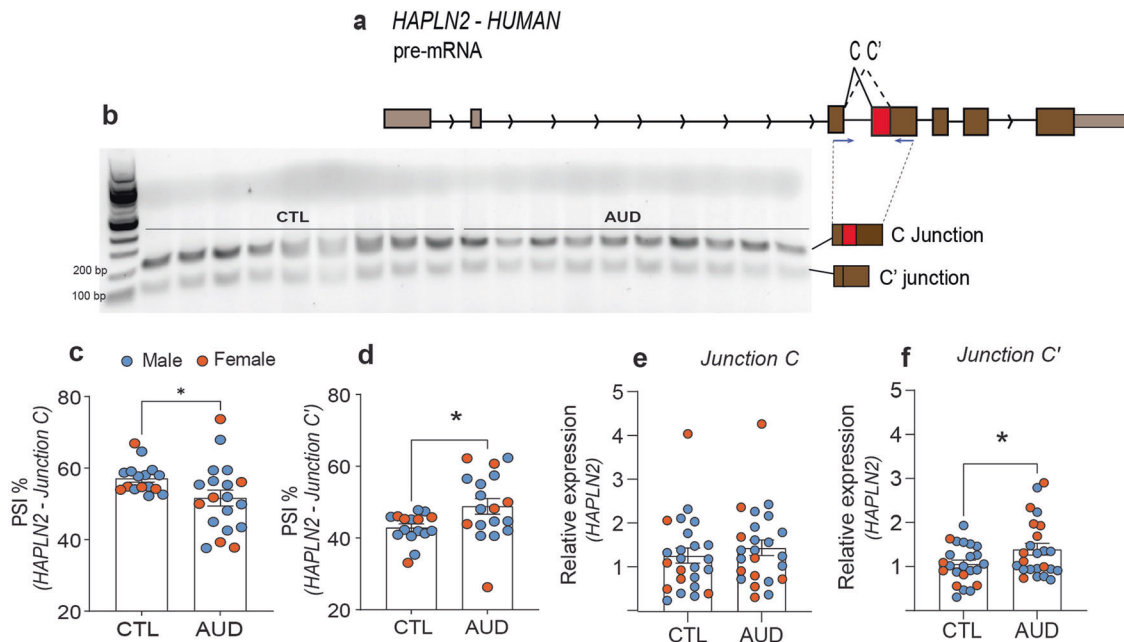 a HAPLN2 - HUMAN
pre-mRNA
C C'
b
CTL AUD
200 bp
100 bp
C Junction
C' junction
c Male Female
PSI %
(HAPLN2 - Junction C)
80
60
40
20
*
CTL AUD
d
PSI %
(HAPLN2 - Junction C')
80
60
40
20
*
CTL AUD
e Junction C
Relative expression
(HAPLN2)
5
4
3
2
1
CTL AUD
f Junction C'
Relative expression
(HAPLN2)
5
4
3
2
1
*
CTL AUD